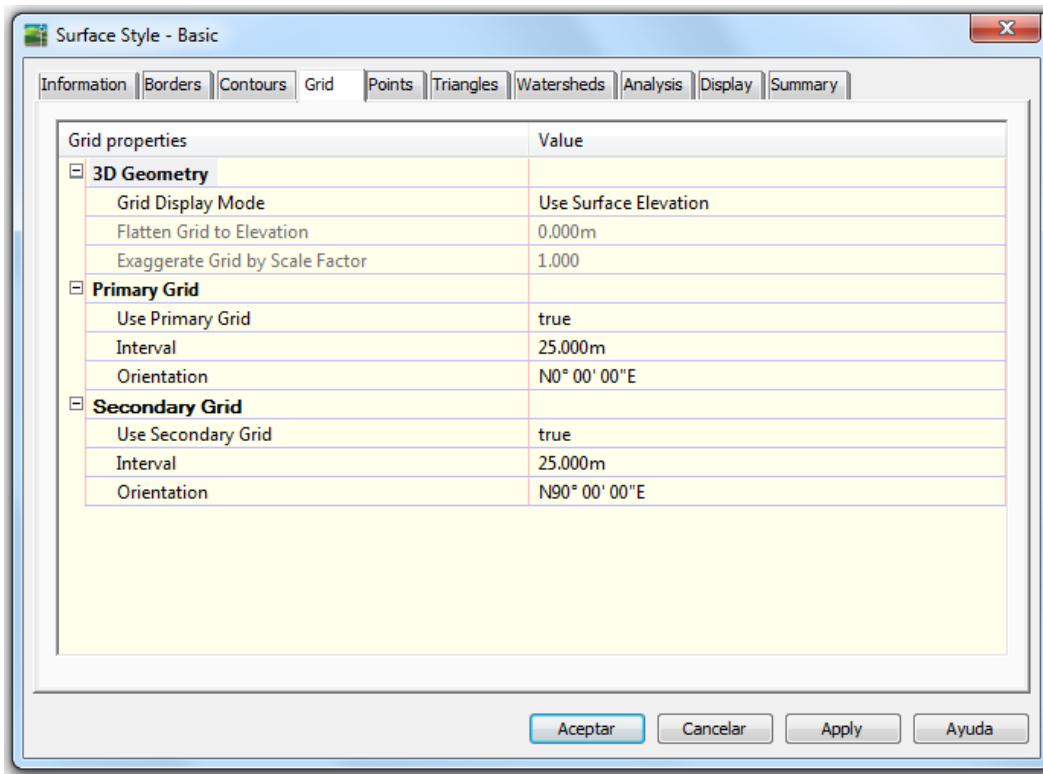 Surface Style - Basic
Information Borders Contours Grid Points Triangles Watersheds Analysis Display Summary
Grid properties Value
3D Geometry
Grid Display Mode Use Surface Elevation
Flatten Grid to Elevation 0.000m
Exaggerate Grid by Scale Factor 1.000
Primary Grid
Use Primary Grid true
Interval 25.000m
Orientation N0° 00' 00"E
Secondary Grid
Use Secondary Grid true
Interval 25.000m
Orientation N90° 00' 00"E
Aceptar Cancelar Apply Ayuda